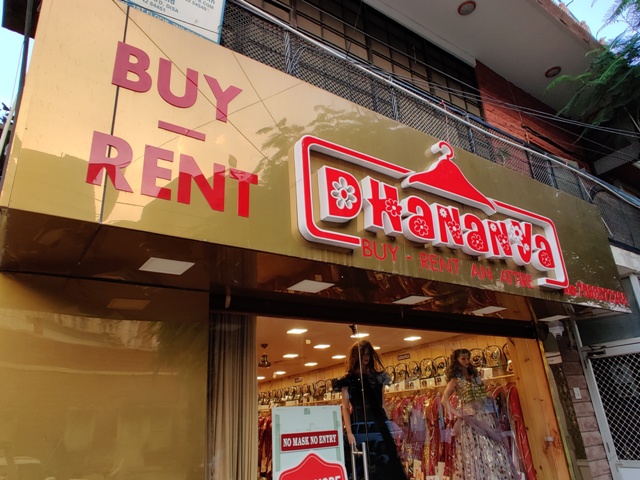 BUY
RENT
DHANANYa
BUY - RENT AN ATTIRE
NO MASK NO ENTRY